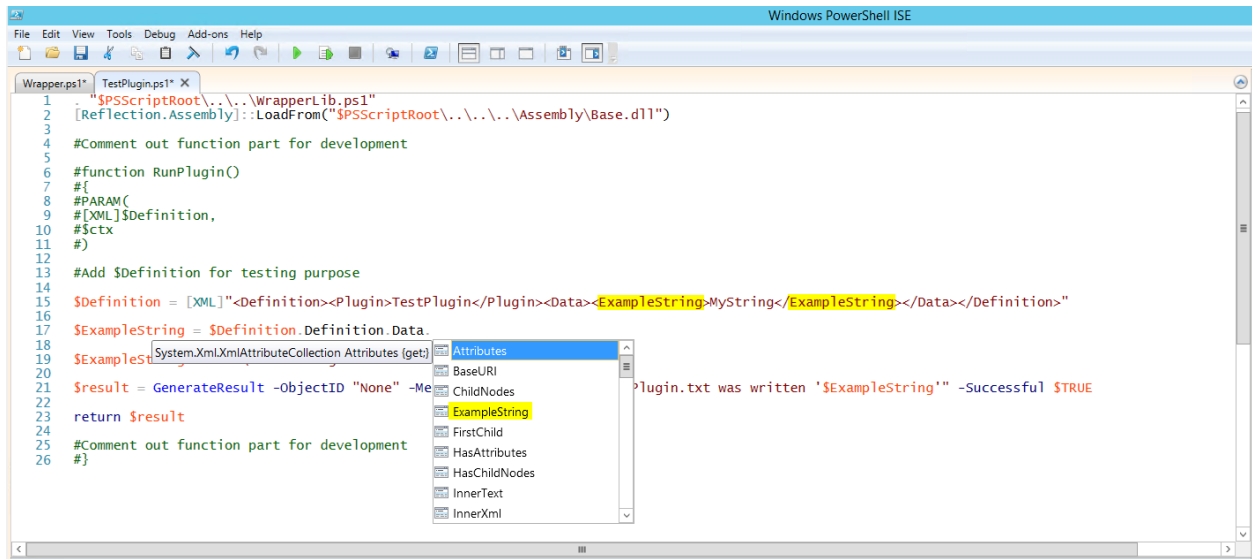 Windows PowerShell ISE
File Edit View Tools Debug Add-ons Help
Wrapper.ps1* TestPlugin.ps1* X
1 . "$PSScriptRoot\..\..\WrapperLib.ps1"
2 [Reflection.Assembly]::LoadFrom("$PSScriptRoot\..\..\..\Assembly\Base.dll")
3
4 #Comment out function part for development
5
6 #function RunPlugin()
7 #{
8 #PARAM(
9 #[XML]$Definition,
10 #$ctx
11 #)
12
13 #Add $Definition for testing purpose
14
15 $Definition = [XML]"<Definition><Plugin>TestPlugin</Plugin><Data><ExampleString>MyString</ExampleString></Data></Definition>"
16
17 $ExampleString = $Definition.Definition.Data.
18
System.Xml.XmlAttributeCollection Attributes {get;}
19 $ExampleSt
20
21 $result = GenerateResult -ObjectID "None" -Me Plugin.txt was written '$ExampleString'" -Successful $TRUE
22
23 return $result
24
25 #Comment out function part for development
26 #}
Attributes
BaseURI
ChildNodes
ExampleString
FirstChild
HasAttributes
HasChildNodes
InnerText
InnerXml